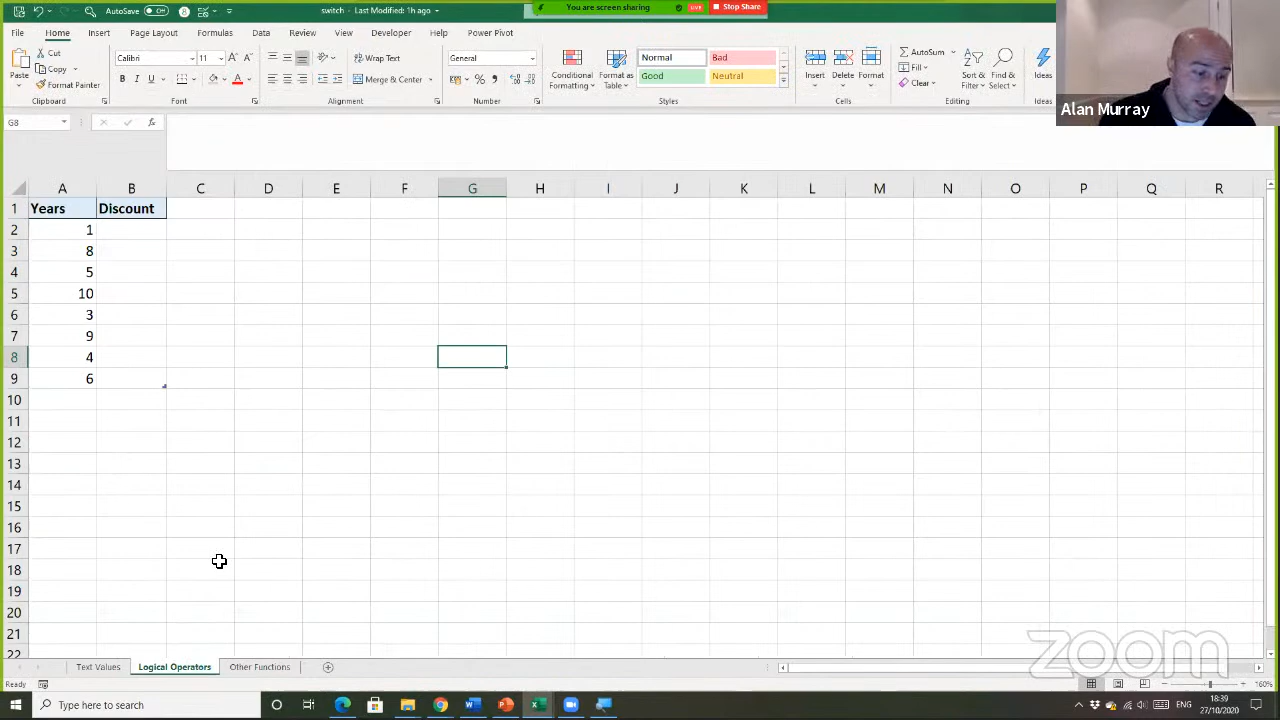 switch - Last Modified: 1h ago
AutoSave Off
You are screen sharing LIVE Stop Share
File Home Insert Page Layout Formulas Data Review View Developer Power Pivot
Paste Cut Copy Format Painter
Calibri 11
Merge & Center
General
Conditional Formatting
Format as Table
Normal Bad
Good Neutral
Insert Delete Format
AutoSum Fill Clear
Sort & Filter
Find & Select
Ideas
Clipboard Font Alignment Number Styles Cells Editing Ideas
Alan Murray
G8 fx
A B C D E F G H I J K L M N O P Q R
1 Years Discount
2 1
3 8
4 5
5 10
6 3
7 9
8 4
9 6
10
11
12
13
14
15
16
17
18
19
20
21
22
zoom
Text Values Logical Operators Other Functions
Ready
Type here to search
ENG
18:39
27/10/2020